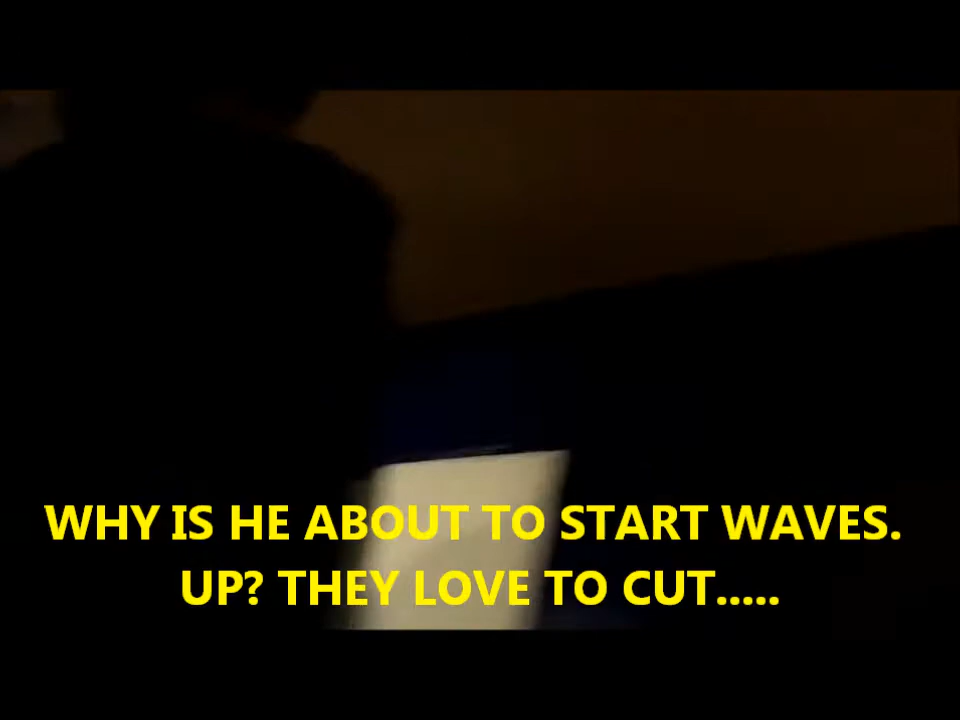 WHY IS HE ABOUT TO START WAVES.
UP? THEY LOVE TO CUT.....